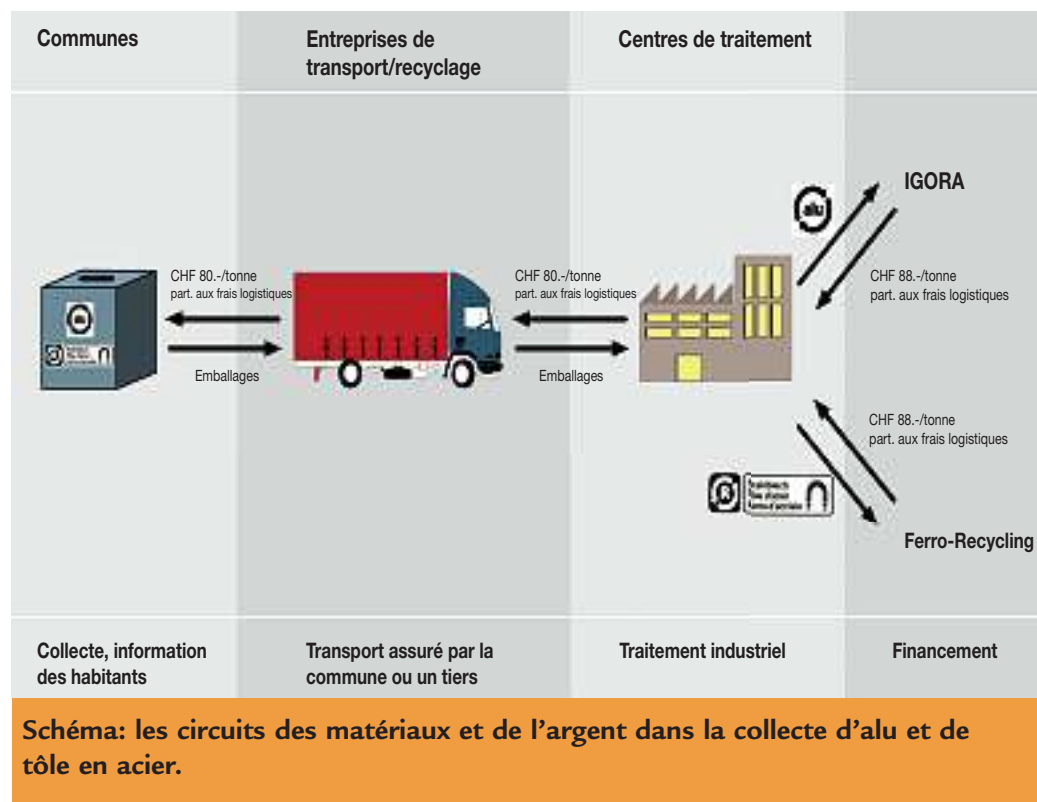 Communes
Entreprises de
transport/recyclage
Centres de traitement
IGORA
alu
CHF 80.-/tonne
part. aux frais logistiques
Emballages
CHF 80.-/tonne
part. aux frais logistiques
Emballages
CHF 88.-/tonne
part. aux frais logistiques
CHF 88.-/tonne
part. aux frais logistiques
Ferro-Recycling
Collecte, information
des habitants
Transport assuré par la
commune ou un tiers
Traitement industriel
Financement
Schéma: les circuits des matériaux et de l'argent dans la collecte d'alu et de
tôle en acier.